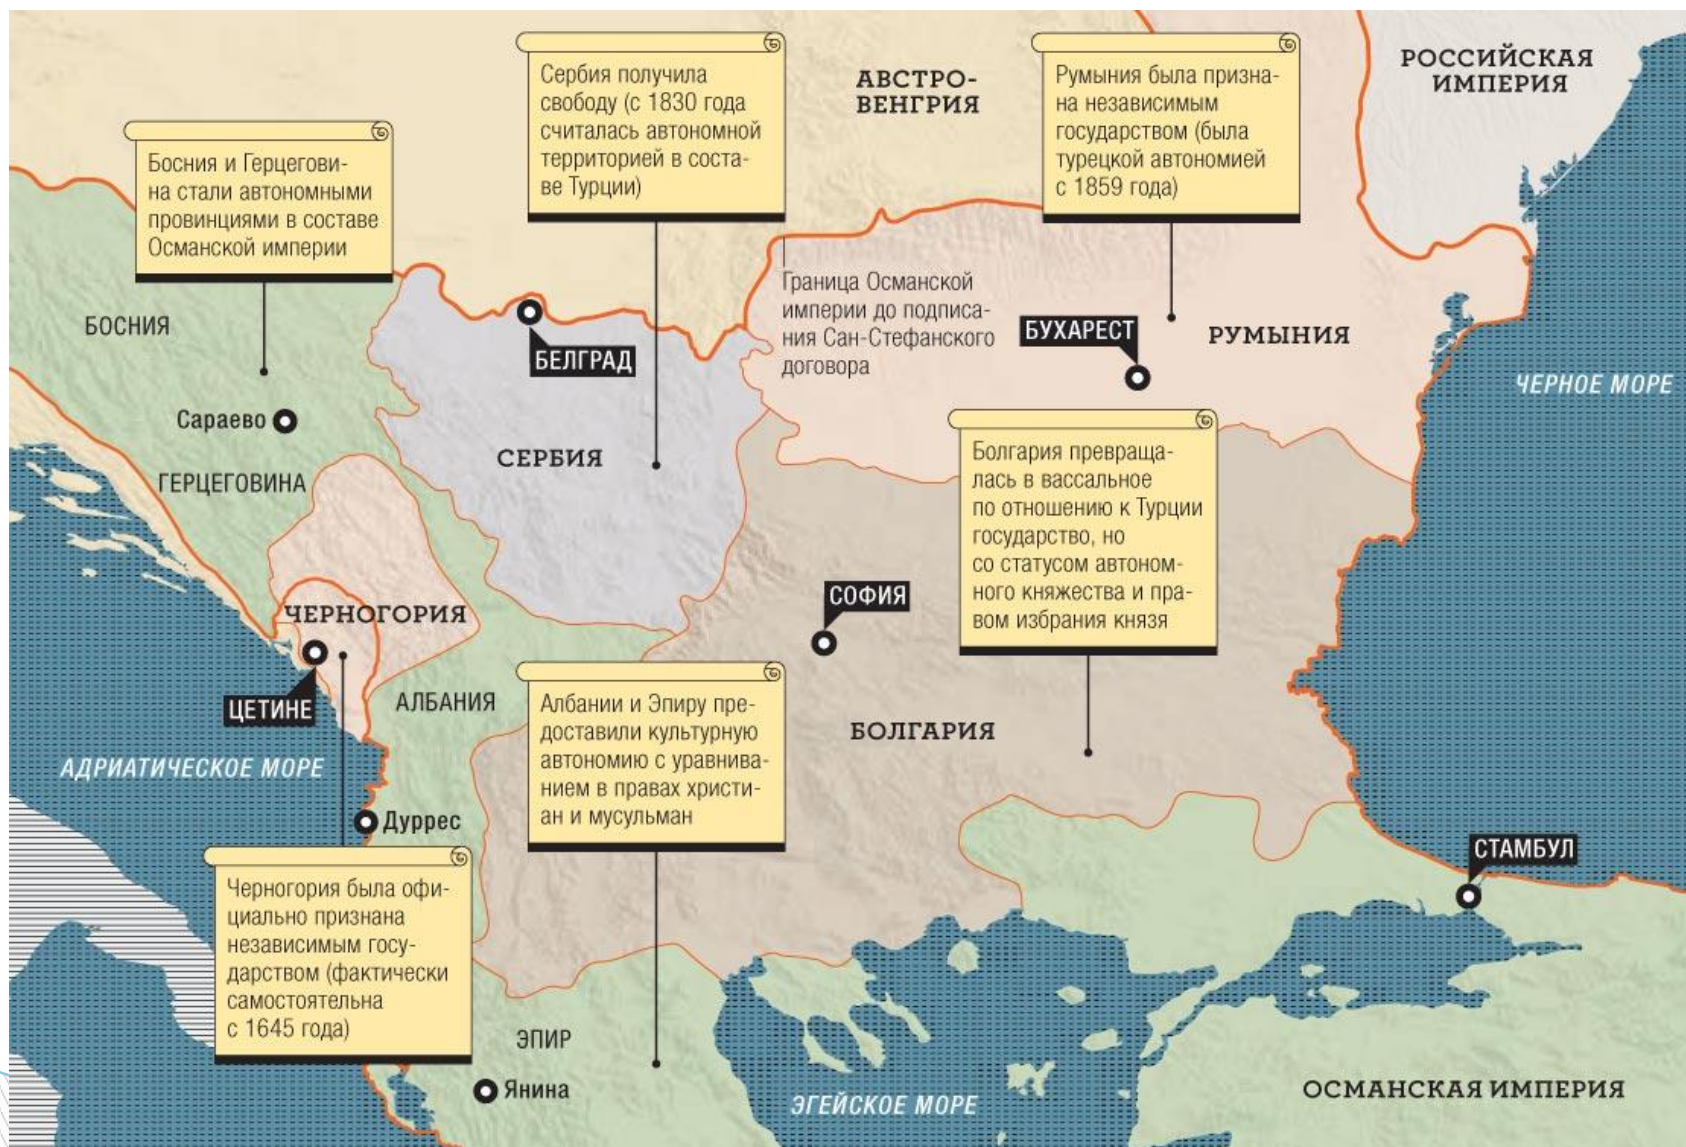 Сербия получила
свободу (с 1830 года
считалась автономной
территорией в соста-
ве Турции)
АВСТРО-
ВЕНГРИЯ
Румыния была призна-
на независимым
государством (была
турецкой автономией
с 1859 года)
РОССИЙСКАЯ
ИМПЕРИЯ
Босния и Герцегови-
на стали автономными
провинциями в составе
Османской империи
БОСНИЯ
БЕЛГРАД
Граница Османской
империи до подписа-
ния Сан-Стефанского
договора
БУХАРЕСТ
РУМЫНИЯ
ЧЕРНОЕ МОРЕ
Сараево
СЕРБИЯ
ГЕРЦЕГОВИНА
Болгария превраща-
лась в вассальное
по отношению к Турции
государство, но
со статусом автоном-
ного княжества и пра-
вом избрания князя
СОФИЯ
ЧЕРНОГОРИЯ
ЦЕТИНЕ
АЛБАНИЯ
Албании и Эпиру пре-
доставили культурную
автономию с уравнива-
нием в правах христи-
ан и мусульман
БОЛГАРИЯ
АДРИАТИЧЕСКОЕ МОРЕ
Дуррес
СТАМБУЛ
Черногория была офи-
циально признана
независимым госу-
дарством (фактически
самостоятельна
с 1645 года)
ЭПИР
Янина
ЭГЕЙСКОЕ МОРЕ
ОСМАНСКАЯ ИМПЕРИЯ